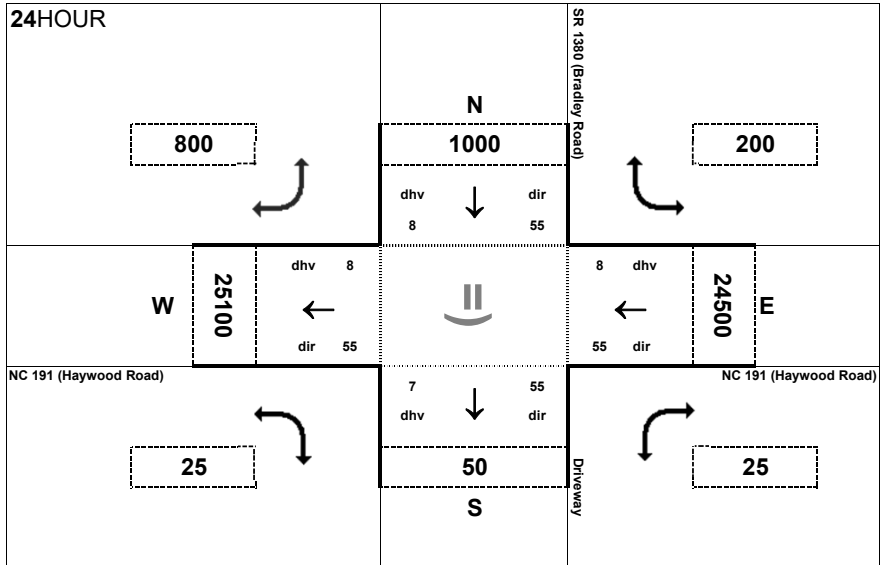 24HOUR
SR 1380 (Bradley Road)
N
800
1000
200
dhv dir
8 55
dhv 8
8 dhv
W
25100
24500
E
dir 55
55 dir
NC 191 (Haywood Road)
NC 191 (Haywood Road)
7 55
dhv dir
25
50
25
Driveway
S